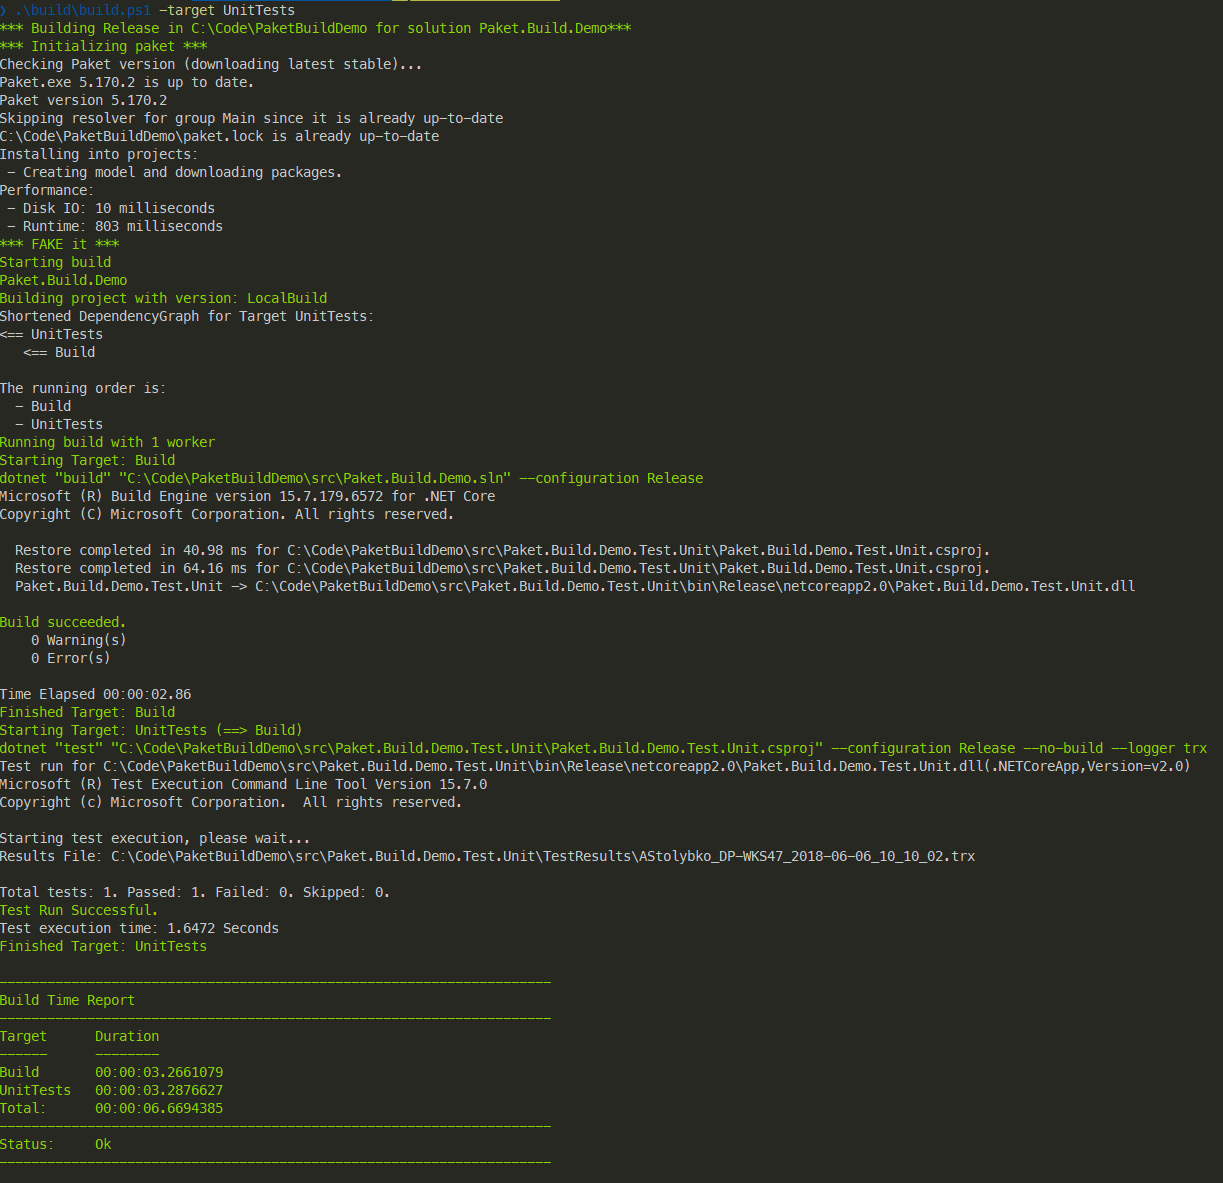 ❯ .\build\build.ps1 -target UnitTests
*** Building Release in C:\Code\PaketBuildDemo for solution Paket.Build.Demo***
*** Initializing paket ***
Checking Paket version (downloading latest stable)...
Paket.exe 5.170.2 is up to date.
Paket version 5.170.2
Skipping resolver for group Main since it is already up-to-date
C:\Code\PaketBuildDemo\paket.lock is already up-to-date
Installing into projects:
 - Creating model and downloading packages.
Performance:
 - Disk IO: 10 milliseconds
 - Runtime: 803 milliseconds
*** FAKE it ***
Starting build
Paket.Build.Demo
Building project with version: LocalBuild
Shortened DependencyGraph for Target UnitTests:
<== UnitTests
   <== Build

The running order is:
  - Build
  - UnitTests
Running build with 1 worker
Starting Target: Build
dotnet "build" "C:\Code\PaketBuildDemo\src\Paket.Build.Demo.sln" --configuration Release
Microsoft (R) Build Engine version 15.7.179.6572 for .NET Core
Copyright (C) Microsoft Corporation. All rights reserved.

  Restore completed in 40.98 ms for C:\Code\PaketBuildDemo\src\Paket.Build.Demo.Test.Unit\Paket.Build.Demo.Test.Unit.csproj.
  Restore completed in 64.16 ms for C:\Code\PaketBuildDemo\src\Paket.Build.Demo.Test.Unit\Paket.Build.Demo.Test.Unit.csproj.
  Paket.Build.Demo.Test.Unit -> C:\Code\PaketBuildDemo\src\Paket.Build.Demo.Test.Unit\bin\Release\netcoreapp2.0\Paket.Build.Demo.Test.Unit.dll

Build succeeded.
    0 Warning(s)
    0 Error(s)

Time Elapsed 00:00:02.86
Finished Target: Build
Starting Target: UnitTests (==> Build)
dotnet "test" "C:\Code\PaketBuildDemo\src\Paket.Build.Demo.Test.Unit\Paket.Build.Demo.Test.Unit.csproj" --configuration Release --no-build --logger trx
Test run for C:\Code\PaketBuildDemo\src\Paket.Build.Demo.Test.Unit\bin\Release\netcoreapp2.0\Paket.Build.Demo.Test.Unit.dll(.NETCoreApp,Version=v2.0)
Microsoft (R) Test Execution Command Line Tool Version 15.7.0
Copyright (c) Microsoft Corporation.  All rights reserved.

Starting test execution, please wait...
Results File: C:\Code\PaketBuildDemo\src\Paket.Build.Demo.Test.Unit\TestResults\AStolybko_DP-WKS47_2018-06-06_10_10_02.trx

Total tests: 1. Passed: 1. Failed: 0. Skipped: 0.
Test Run Successful.
Test execution time: 1.6472 Seconds
Finished Target: UnitTests

---------------------------------------------------------------------
Build Time Report
---------------------------------------------------------------------
Target      Duration
------      --------
Build       00:00:03.2661079
UnitTests   00:00:03.2876627
Total:      00:00:06.6694385
---------------------------------------------------------------------
Status:     Ok
---------------------------------------------------------------------